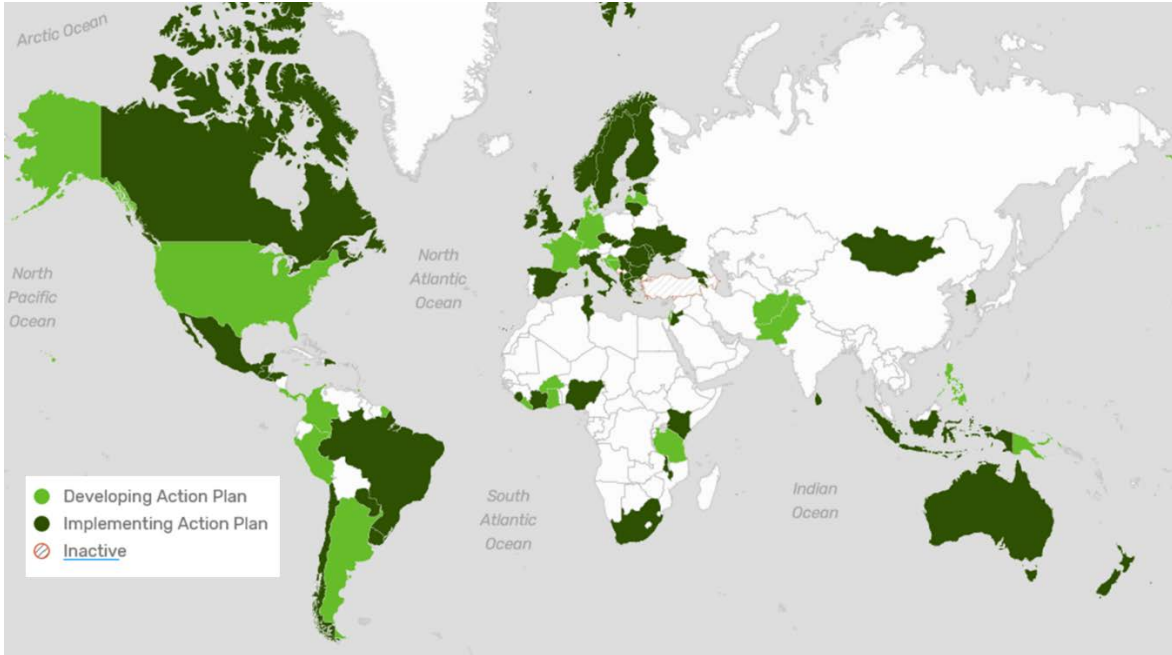 Arctic Ocean
North
Pacific
Ocean
North
Atlantic
Ocean
South
Atlantic
Ocean
Indian
Ocean
Developing Action Plan
Implementing Action Plan
Inactive